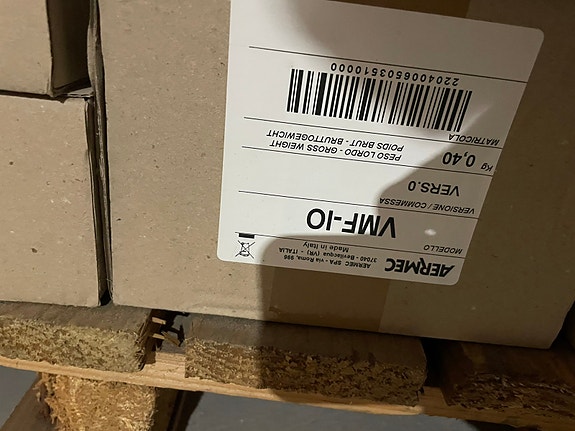 AERMEC
AERMEC SPA - via Roma, 996
37040 - Bevilacqua (VR) - ITALIA
Made in Italy
MODELLO
VMF-IO
VERSIONE / COMMESSA
VERS.0
Kg 0,40
PESO LORDO - GROSS WEIGHT
POIDS BRUT - BRUTTOGEWICHT
MATRICOLA
2204006503510000